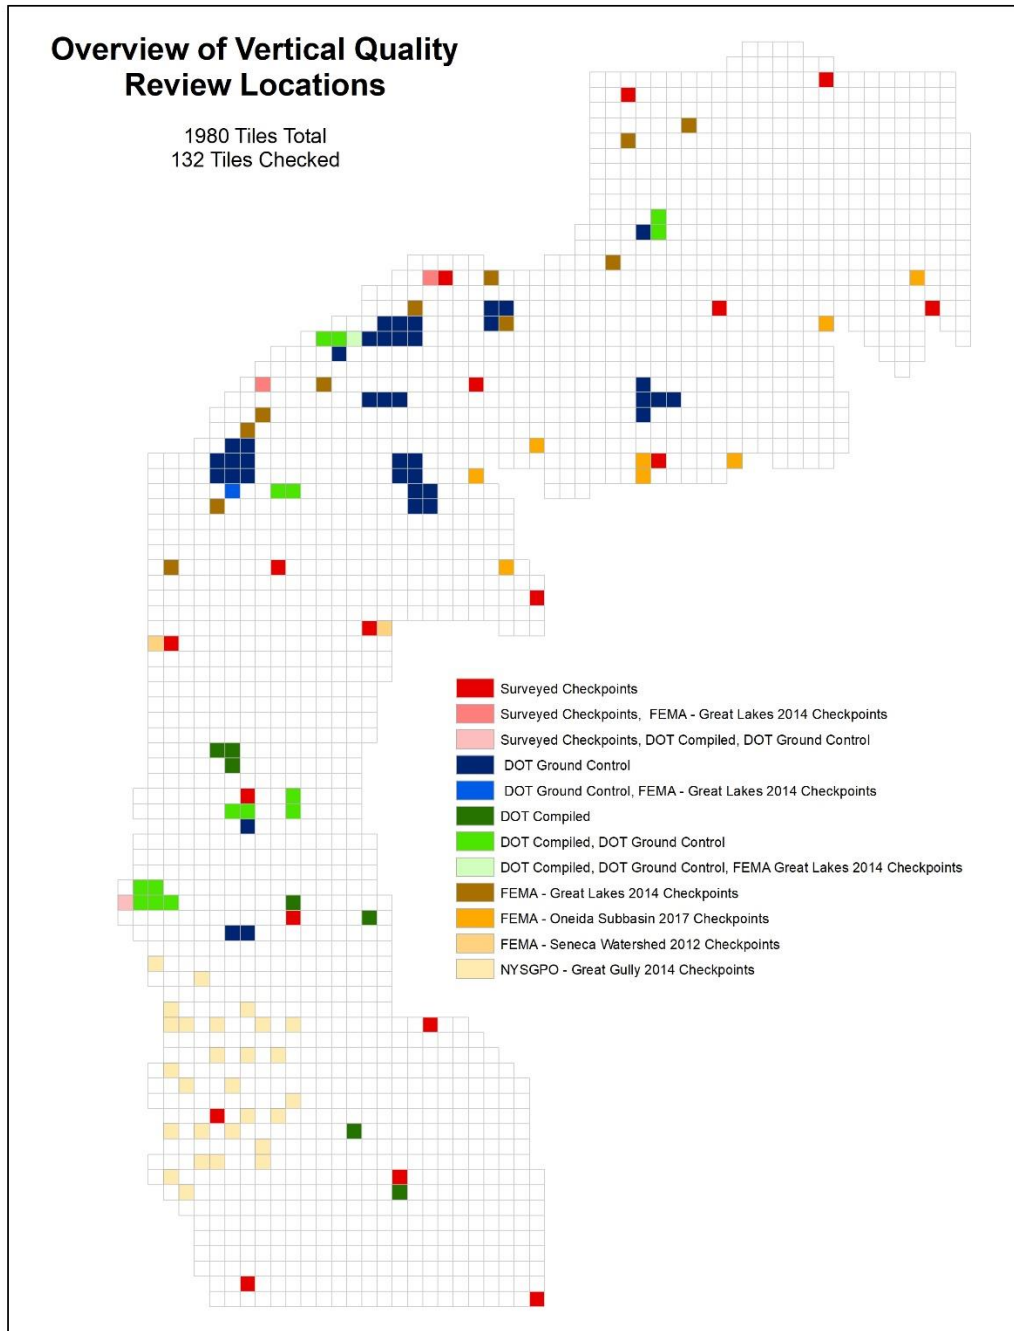 Overview of Vertical Quality
Review Locations
1980 Tiles Total
132 Tiles Checked
Surveyed Checkpoints
Surveyed Checkpoints, FEMA - Great Lakes 2014 Checkpoints
Surveyed Checkpoints, DOT Compiled, DOT Ground Control
DOT Ground Control
DOT Ground Control, FEMA - Great Lakes 2014 Checkpoints
DOT Compiled
DOT Compiled, DOT Ground Control
DOT Compiled, DOT Ground Control, FEMA Great Lakes 2014 Checkpoints
FEMA - Great Lakes 2014 Checkpoints
FEMA - Oneida Subbasin 2017 Checkpoints
FEMA - Seneca Watershed 2012 Checkpoints
NYSGPO - Great Gully 2014 Checkpoints